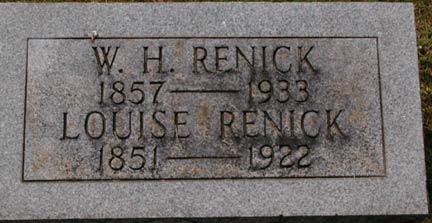 W. H. RENICK
1857 — 1933
LOUISE RENICK
1851 — 1922